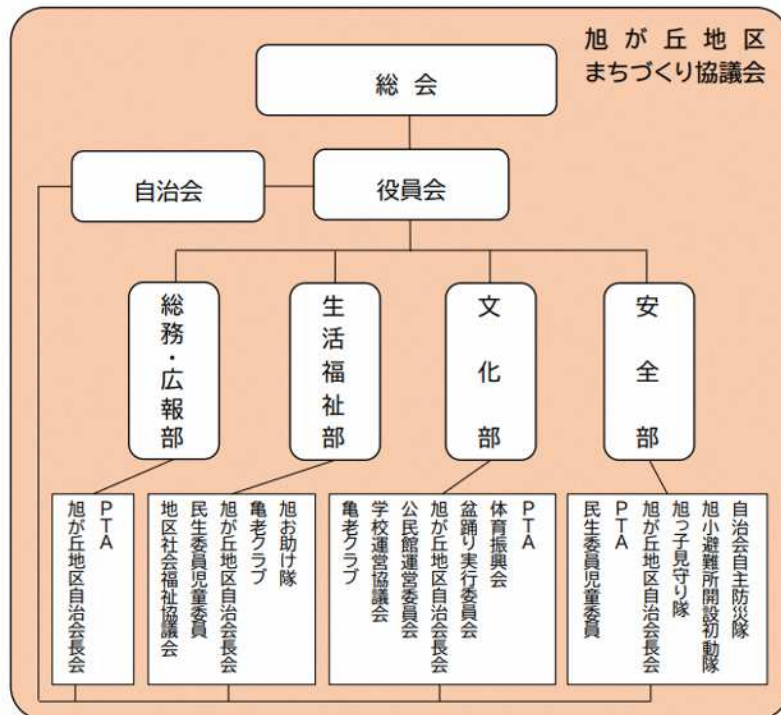 旭が丘地区
まちづくり協議会
総会
自治会
役員会
総務・広報部
生活福祉部
文化部
安全部
PTA
旭が丘地区自治会長会
旭お助け隊
亀老クラブ
旭が丘地区自治会長会
民生委員児童委員
地区社会福祉協議会
PTA
体育振興会
盆踊り実行委員会
旭が丘地区自治会長会
公民館運営委員会
学校運営協議会
亀老クラブ
自治会自主防災隊
旭小避難所開設初動隊
旭っ子見守り隊
旭が丘地区自治会長会
PTA
民生委員児童委員